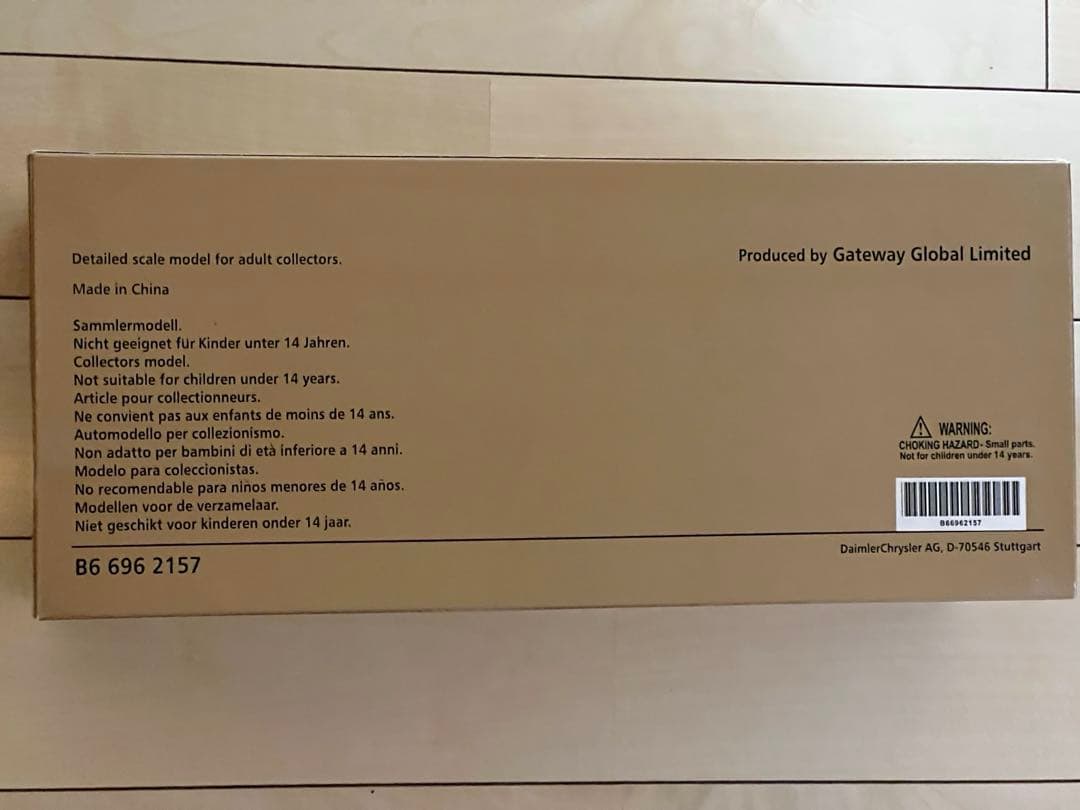 Detailed scale model for adult collectors.
Made in China
Sammlermodell.
Nicht geeignet für Kinder unter 14 Jahren.
Collectors model.
Not suitable for children under 14 years.
Article pour collectionneurs.
Ne convient pas aux enfants de moins de 14 ans.
Automodello per collezionismo.
Non adatto per bambini di età inferiore a 14 anni.
Modelo para coleccionistas.
No recomendable para niños menores de 14 años.
Modellen voor de verzamelaar.
Niet geschikt voor kinderen onder 14 jaar.
B6 696 2157
Produced by Gateway Global Limited
WARNING:
CHOKING HAZARD- Small parts.
Not for children under 14 years.
B66962157
DaimlerChrysler AG, D-70546 Stuttgart